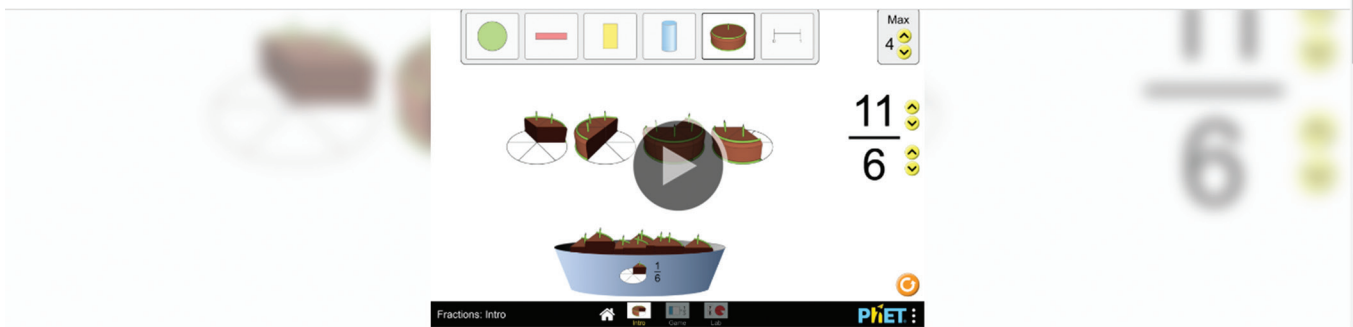 Max
4
11
6
1
6
Fractions: Intro
Intro
Game
Lab
PhET